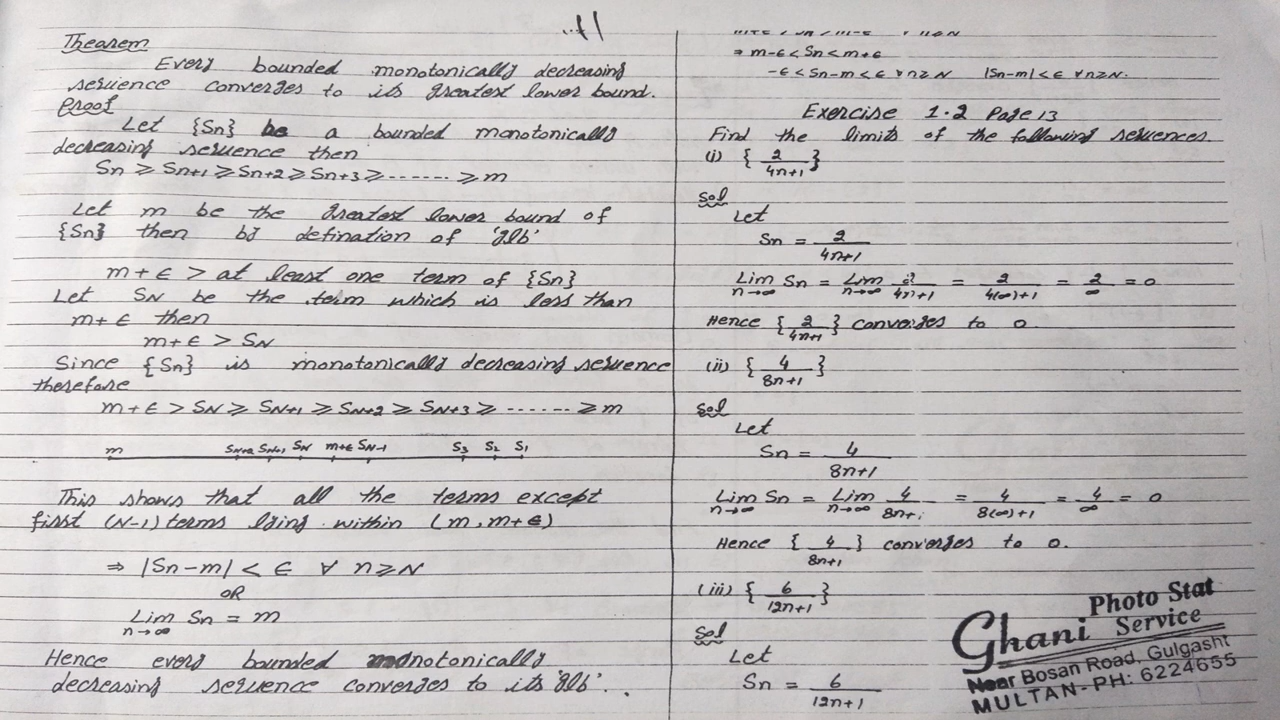 Thearem
Every bounded monotonically decreasing
seruence converges to its greatest lower bound.
Proof
Let {Sn} be a bounded monotonically
decreasing seruence then
Sn ⩾ Sn+1 ⩾ Sn+2 ⩾ Sn+3 ⩾ ------- ⩾ m
Let m be the greatest lower bound of
{Sn} then by defination of 'glb'
m + ϵ > at least one term of {Sn}
Let SN be the term which is less than
m + ϵ then
m + ϵ > SN
Since {Sn} is monotonically decreasing seruence
therefore
m + ϵ > SN ⩾ SN+1 ⩾ SN+2 ⩾ SN+3 ⩾ ------- ⩾ m
m SN+2 SN+1 SN m+ϵ SN-1 S3 S2 S1
This shows that all the terms except
first (N-1) terms lying within (m, m+ϵ)
⇒ |Sn-m| < ϵ ∀ n ⩾ N
OR
Lim n→∞ Sn = m
Hence every bounded monotonically
decreasing seruence converges to its 'glb'.
⇒ m-ϵ < Sn < m+ϵ
-ϵ < Sn-m < ϵ ∀ n ⩾ N |Sn-m| < ϵ ∀ n ⩾ N.
Exercise 1.2 Page 13
Find the limits of the following seruences.
(i) { 2/4n+1 }
Sol
Let
Sn = 2/4n+1
Lim n→∞ Sn = Lim n→∞ 2/4n+1 = 2/4(∞)+1 = 2/∞ = 0
Hence { 2/4n+1 } converges to 0.
(ii) { 4/8n+1 }
Sol
Let
Sn = 4/8n+1
Lim n→∞ Sn = Lim n→∞ 4/8n+1 = 4/8(∞)+1 = 4/∞ = 0
Hence { 4/8n+1 } converges to 0.
(iii) { 6/12n+1 }
Sol
Let
Sn = 6/12n+1
Ghani Photo Stat
Service
Near Bosan Road, Gulgasht
MULTAN-PH: 6224655